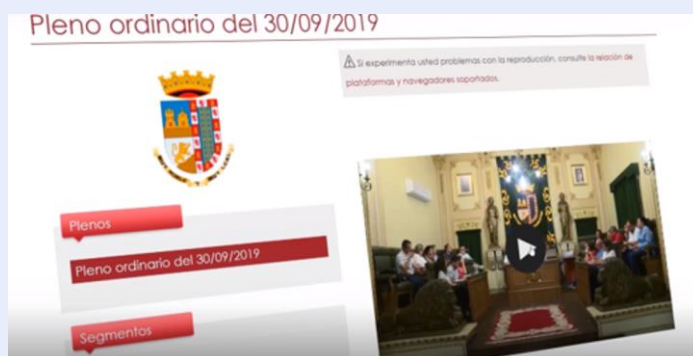 Pleno ordinario del 30/09/2019
⚠ Si experimenta usted problemas con la reproducción, consulte la relación de
plataformas y navegadores soportados.
Plenos
Pleno ordinario del 30/09/2019
Segmentos